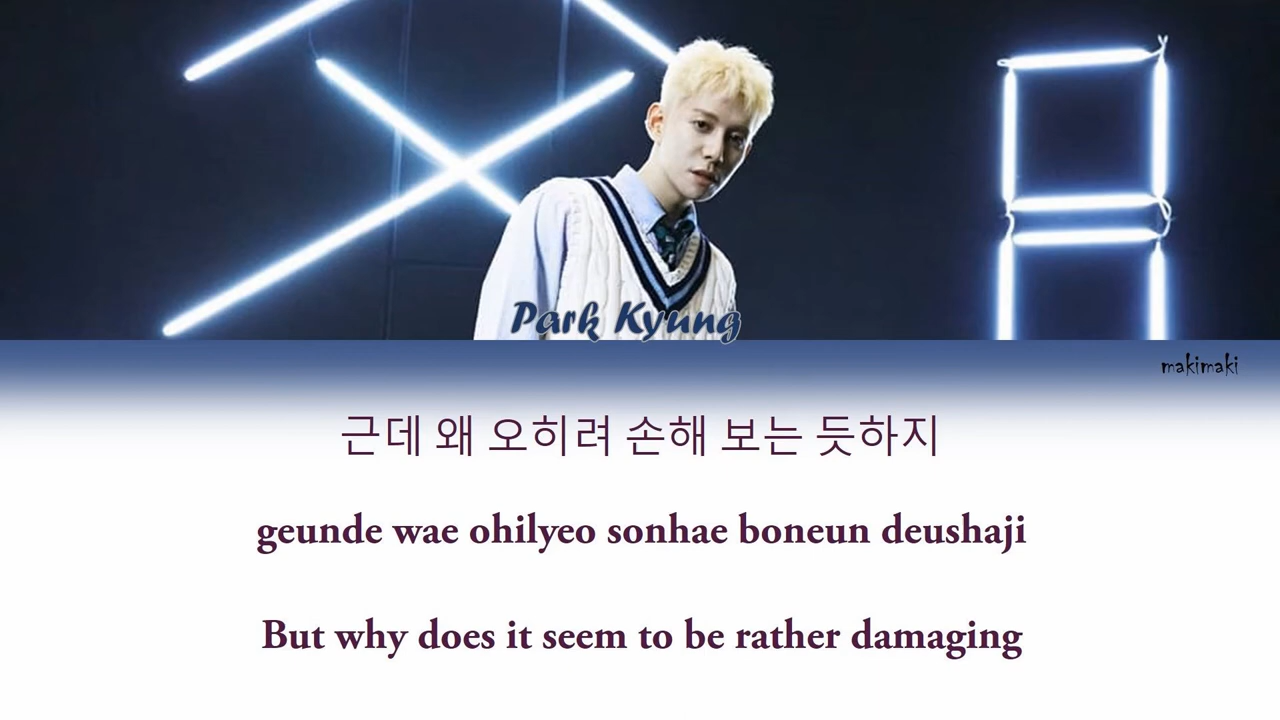 Park Kyung
makimaki
근데 왜 오히려 손해 보는 듯하지
geunde wae ohilyeo sonhae boneun deushaji
But why does it seem to be rather damaging